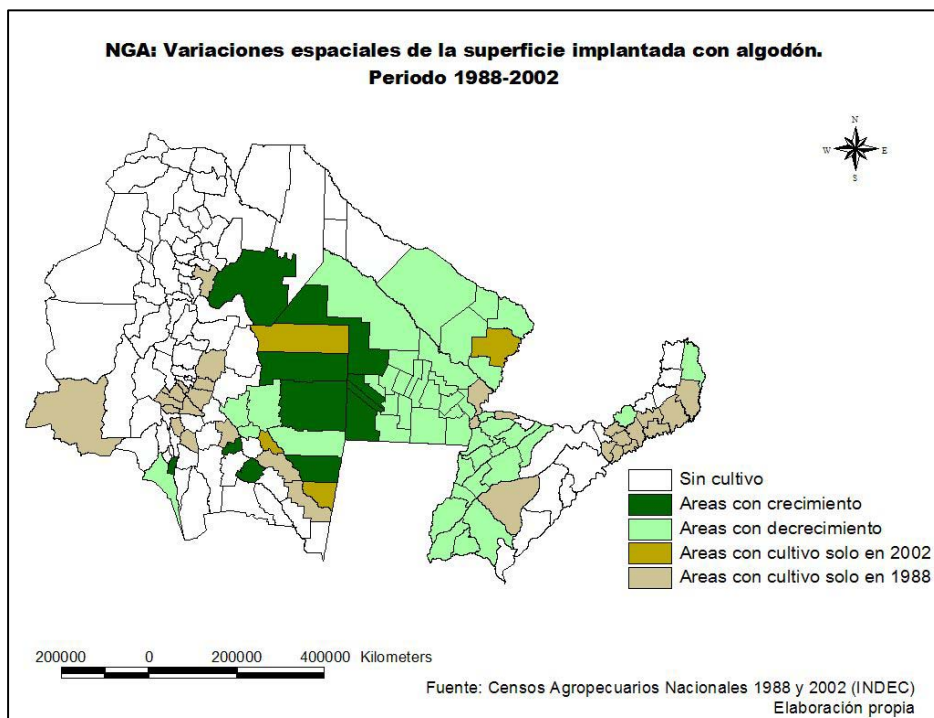 NGA: Variaciones espaciales de la superficie implantada con algodón.
Periodo 1988-2002
N
W E
S
Sin cultivo
Areas con crecimiento
Areas con decrecimiento
Areas con cultivo solo en 2002
Areas con cultivo solo en 1988
200000 0 200000 400000 Kilometers
Fuente: Censos Agropecuarios Nacionales 1988 y 2002 (INDEC)
Elaboración propia